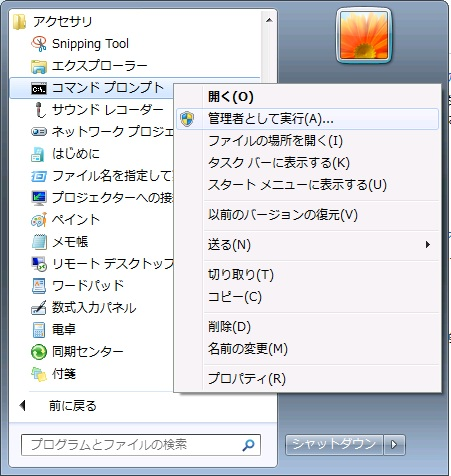 アクセサリ
Snipping Tool
エクスプローラー
コマンド プロンプト
サウンド レコーダー
ネットワーク プロジェ
はじめに
ファイル名を指定して
プロジェクターへの接
ペイント
メモ帳
リモート デスクトップ
ワードパッド
数式入力パネル
電卓
同期センター
付箋
前に戻る
プログラムとファイルの検索
開く(O)
管理者として実行(A)...
ファイルの場所を開く(I)
タスク バーに表示する(K)
スタート メニューに表示する(U)
以前のバージョンの復元(V)
送る(N)
切り取り(T)
コピー(C)
削除(D)
名前の変更(M)
プロパティ(R)
シャットダウン